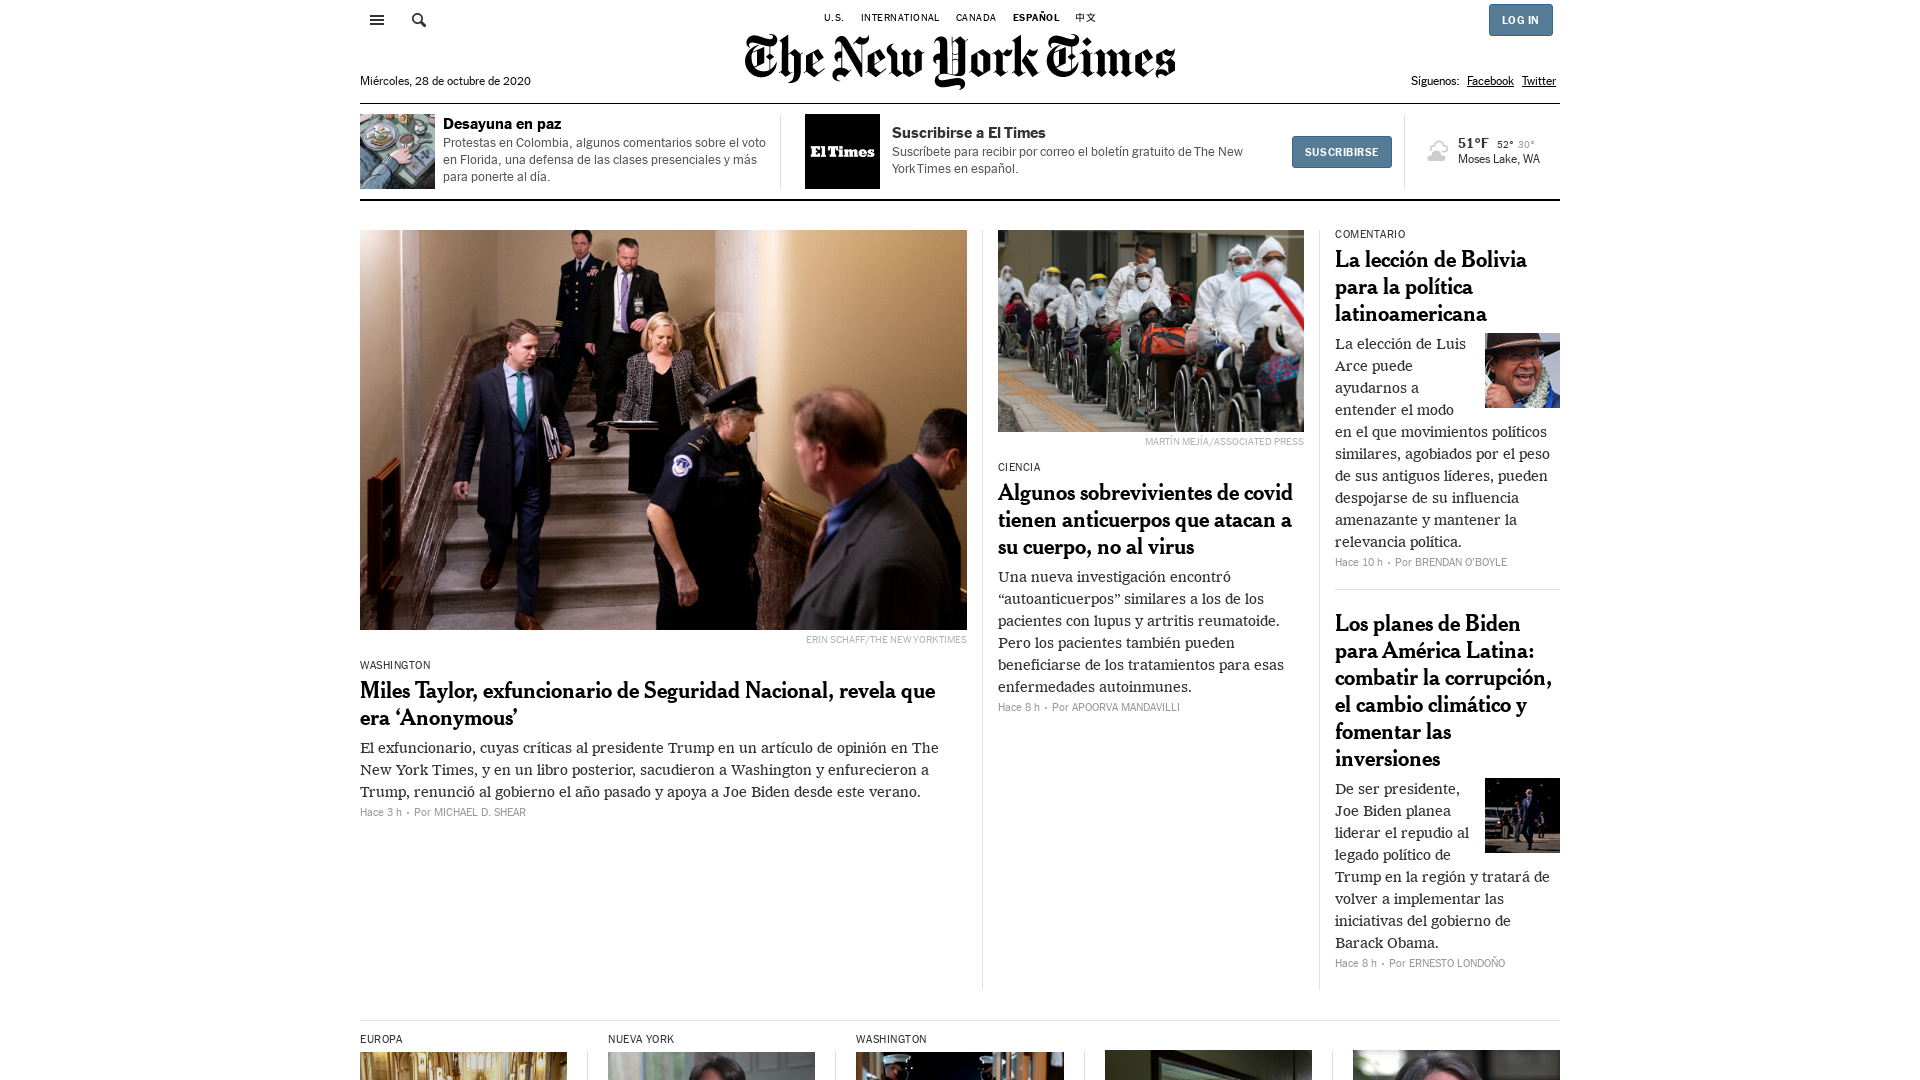 U.S. INTERNATIONAL CANADA ESPAÑOL 中文
LOG IN
The New York Times
Miércoles, 28 de octubre de 2020
Síguenos: Facebook Twitter
Desayuna en paz
Protestas en Colombia, algunos comentarios sobre el voto
en Florida, una defensa de las clases presenciales y más
para ponerte al día.
El Times
Suscribirse a El Times
Suscríbete para recibir por correo el boletín gratuito de The New
York Times en español.
SUSCRIBIRSE
51°F 52° 30°
Moses Lake, WA
ERIN SCHAFF/THE NEW YORK TIMES
WASHINGTON
Miles Taylor, exfuncionario de Seguridad Nacional, revela que
era ‘Anonymous’
El exfuncionario, cuyas críticas al presidente Trump en un artículo de opinión en The
New York Times, y en un libro posterior, sacudieron a Washington y enfurecieron a
Trump, renunció al gobierno el año pasado y apoya a Joe Biden desde este verano.
Hace 3 h • Por MICHAEL D. SHEAR
MARTÍN MEJÍA/ASSOCIATED PRESS
CIENCIA
Algunos sobrevivientes de covid
tienen anticuerpos que atacan a
su cuerpo, no al virus
Una nueva investigación encontró
“autoanticuerpos” similares a los de los
pacientes con lupus y artritis reumatoide.
Pero los pacientes también pueden
beneficiarse de los tratamientos para esas
enfermedades autoinmunes.
Hace 8 h • Por APOORVA MANDAVILLI
COMENTARIO
La lección de Bolivia
para la política
latinoamericana
La elección de Luis
Arce puede
ayudarnos a
entender el modo
en el que movimientos políticos
similares, agobiados por el peso
de sus antiguos líderes, pueden
despojarse de su influencia
amenazante y mantener la
relevancia política.
Hace 10 h • Por BRENDAN O’BOYLE
Los planes de Biden
para América Latina:
combatir la corrupción,
el cambio climático y
fomentar las
inversiones
De ser presidente,
Joe Biden planea
liderar el repudio al
legado político de
Trump en la región y tratará de
volver a implementar las
iniciativas del gobierno de
Barack Obama.
Hace 8 h • Por ERNESTO LONDOÑO
EUROPA
NUEVA YORK
WASHINGTON